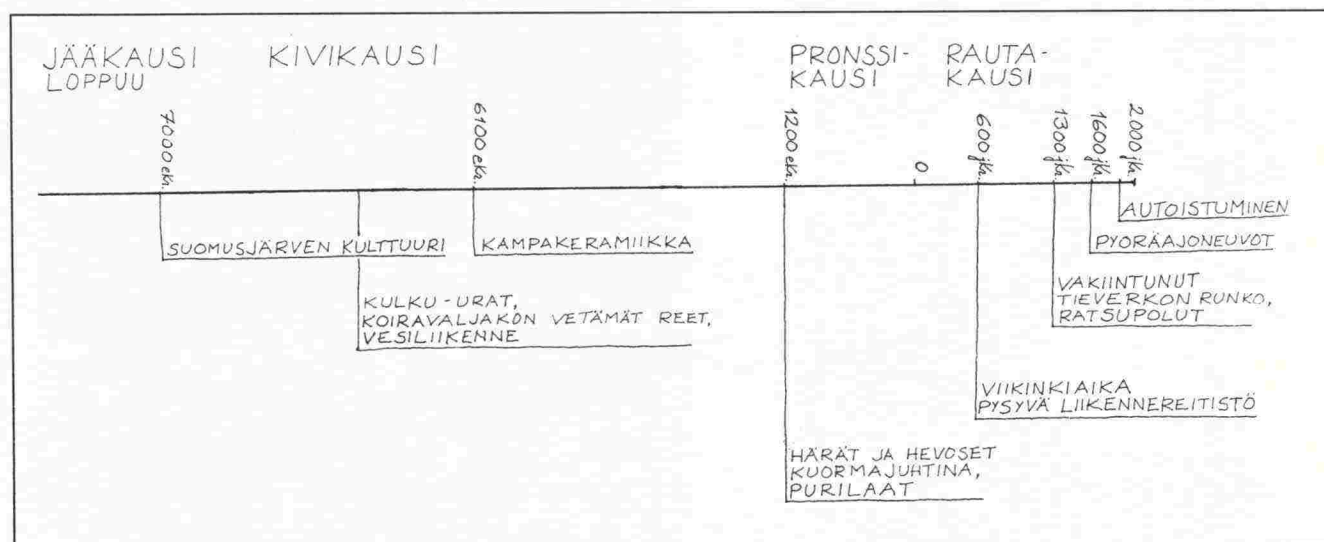 JÄÄKAUSI
LOPPUU
KIVIKAUSI
PRONSSI-
KAUSI
RAUTA-
KAUSI
7000 eKr.
6100 eKr.
1200 eKr.
0
600 jKr.
1300 jKr.
1600 jKr.
2000 jKr.
SUOMUSJÄRVEN KULTTUURI
KAMPAKERAMIIKKA
AUTOISTUMINEN
PYÖRÄAJONEUVOT
KULKU-URAT,
KOIRAVALJAKON VETÄMÄT REET,
VESILIIKENNE
VAKIINTUNUT
TIEVERKON RUNKO,
RATSUPOLUT
VIIKINKIAIKA
PYSYVÄ LIIKENNEREITISTÖ
HÄRÄT JA HEVOSET
KUORMAJUHTINA,
PURILAAT